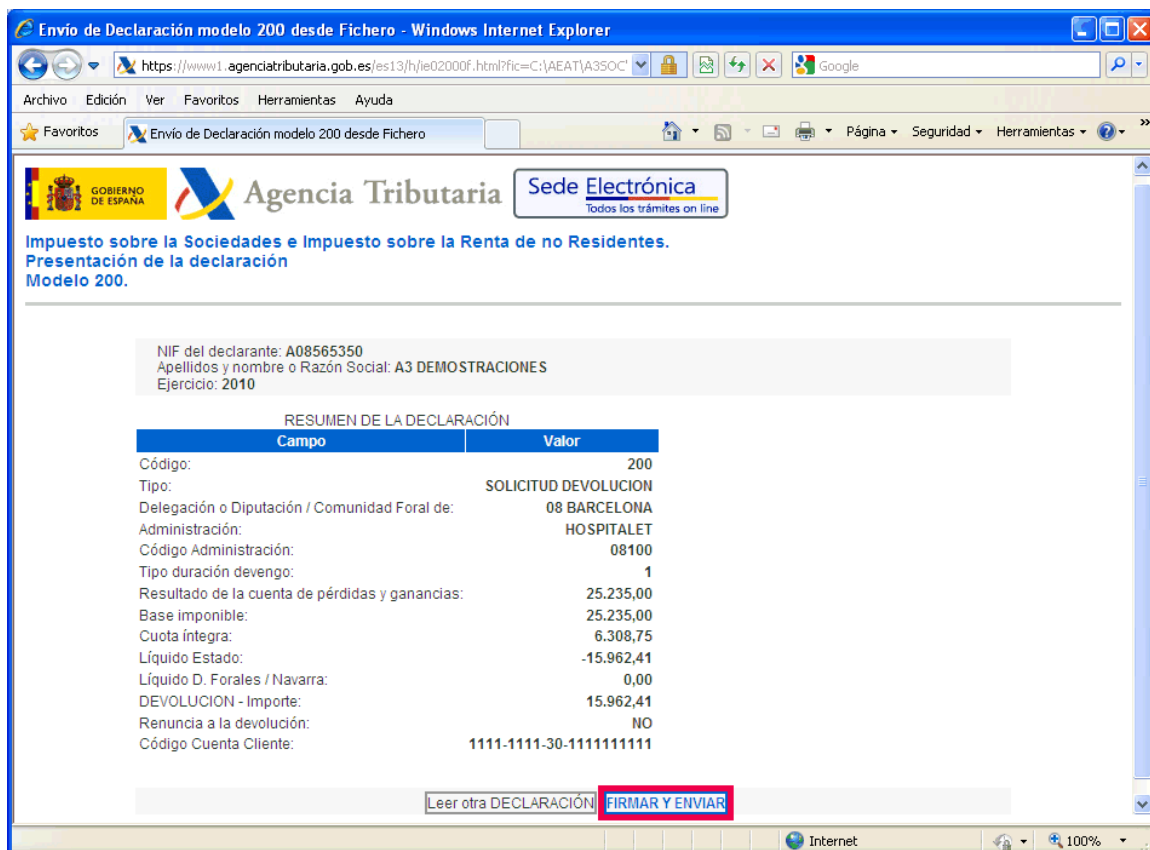 Envío de Declaración modelo 200 desde Fichero - Windows Internet Explorer
https://www1.agenciatributaria.gob.es/es13/h/ie02000f.html?fic=C:\AEAT\A3SOC'
Google
Archivo Edición Ver Favoritos Herramientas Ayuda
Favoritos Envío de Declaración modelo 200 desde Fichero Página Seguridad Herramientas »
GOBIERNO DE ESPAÑA
Agencia Tributaria
Sede Electrónica
Todos los trámites on line
Impuesto sobre la Sociedades e Impuesto sobre la Renta de no Residentes.
Presentación de la declaración
Modelo 200.
NIF del declarante: A08565350
Apellidos y nombre o Razón Social: A3 DEMOSTRACIONES
Ejercicio: 2010
RESUMEN DE LA DECLARACIÓN
Campo Valor
Código: 200
Tipo: SOLICITUD DEVOLUCION
Delegación o Diputación / Comunidad Foral de: 08 BARCELONA
Administración: HOSPITALET
Código Administración: 08100
Tipo duración devengo: 1
Resultado de la cuenta de pérdidas y ganancias: 25.235,00
Base imponible: 25.235,00
Cuota íntegra: 6.308,75
Líquido Estado: -15.962,41
Líquido D. Forales / Navarra: 0,00
DEVOLUCION - Importe: 15.962,41
Renuncia a la devolución: NO
Código Cuenta Cliente: 1111-1111-30-1111111111
Leer otra DECLARACIÓN FIRMAR Y ENVIAR
Internet 100%